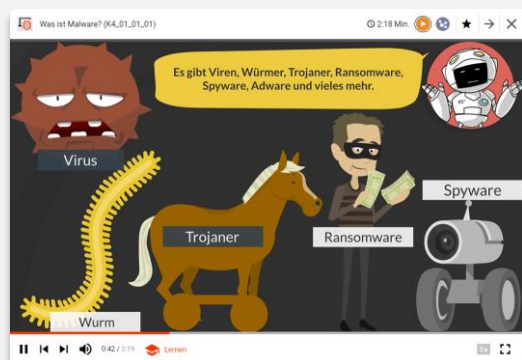 Was ist Malware? (K4_01_01_01)
2:18 Min.
Es gibt Viren, Würmer, Trojaner, Ransomware,
Spyware, Adware und vieles mehr.
Virus
Spyware
Trojaner
Ransomware
Wurm
0:42 / 2:19
Lernen